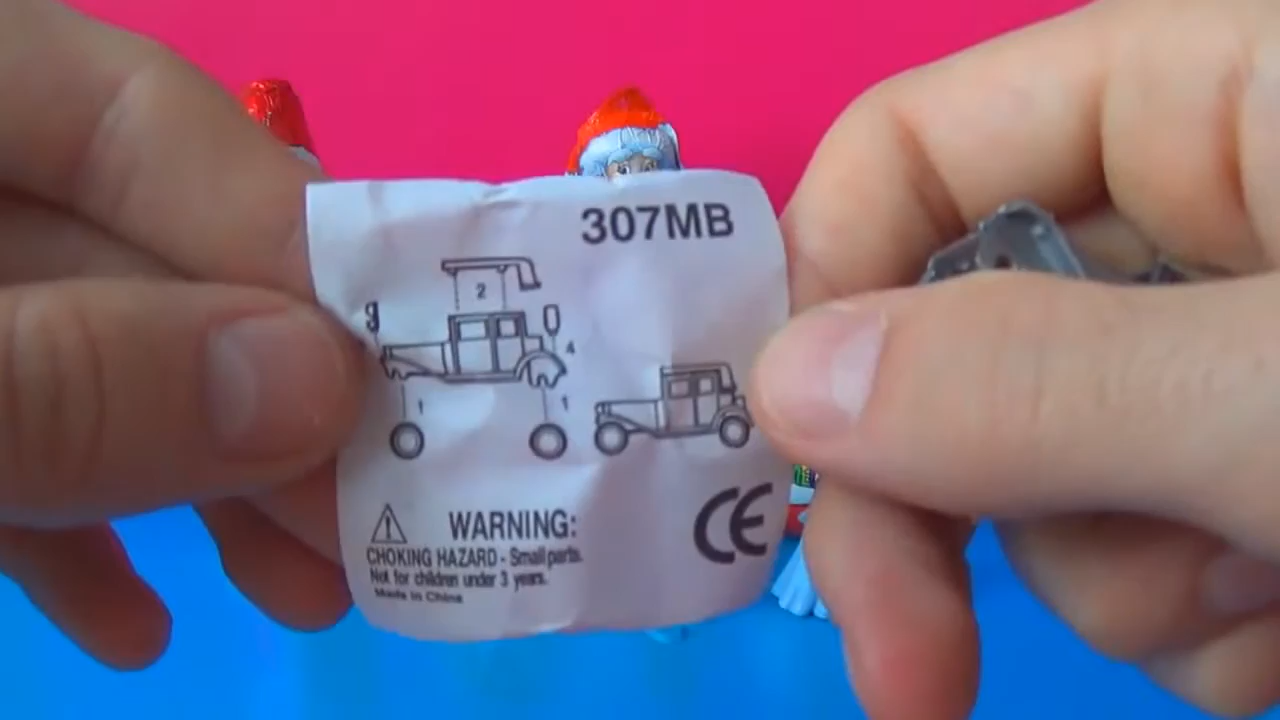 307MB
2
4
1
1
WARNING:
CHOKING HAZARD - Small parts.
Not for children under 3 years.
Made in China
CE